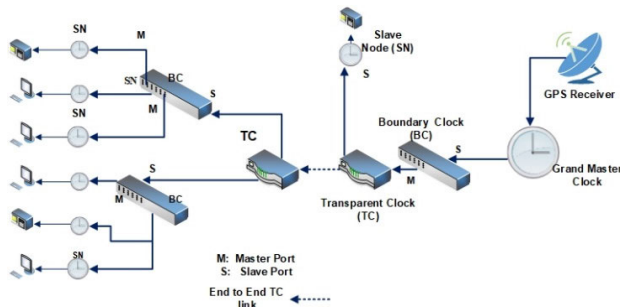 SN
M
SN
BC
S
M
SN
TC
S
M
BC
SN
Slave
Node (SN)
S
GPS Receiver
Boundary Clock
(BC)
S
M
Grand Master
Clock
Transparent Clock
(TC)
M: Master Port
S: Slave Port
End to End TC
link